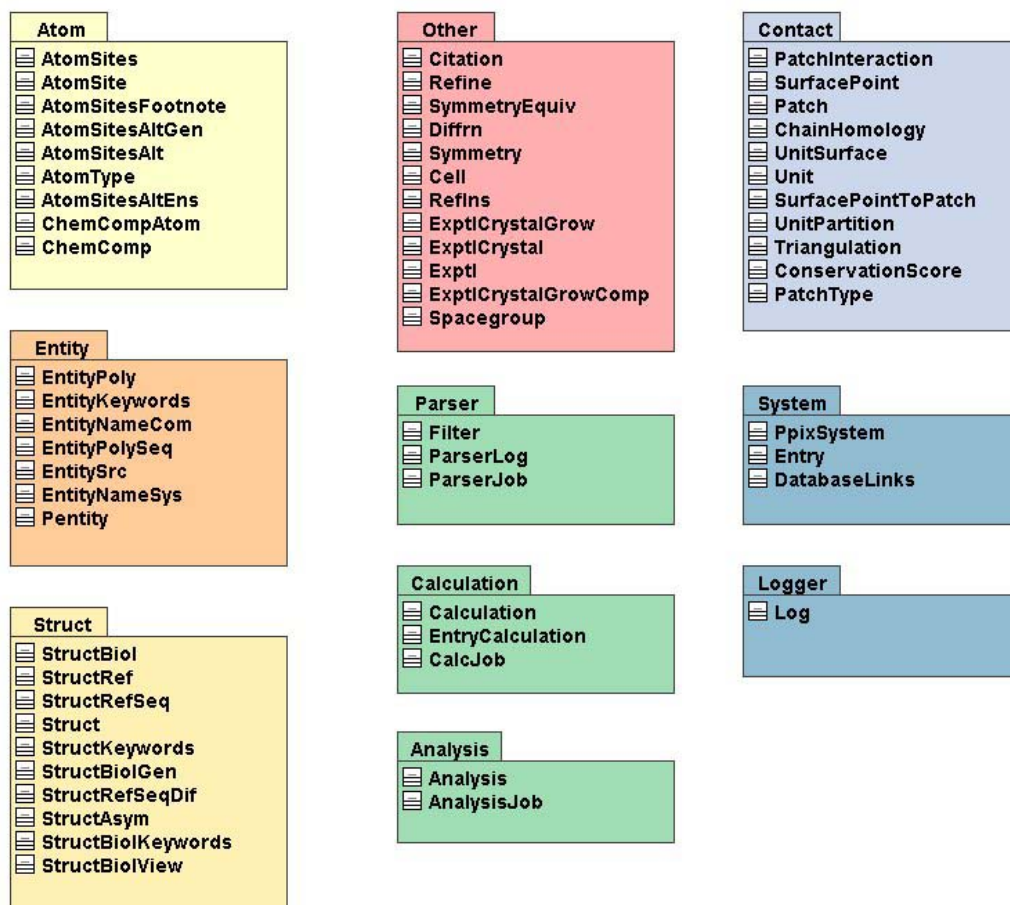 Atom
AtomSites
AtomSite
AtomSitesFootnote
AtomSitesAltGen
AtomSitesAlt
AtomType
AtomSitesAltEns
ChemCompAtom
ChemComp
Entity
EntityPoly
EntityKeywords
EntityNameCom
EntityPolySeq
EntitySrc
EntityNameSys
Pentity
Struct
StructBiol
StructRef
StructRefSeq
Struct
StructKeywords
StructBiolGen
StructRefSeqDif
StructAsym
StructBiolKeywords
StructBiolView
Other
Citation
Refine
SymmetryEquiv
Diffrn
Symmetry
Cell
Reflns
ExptlCrystalGrow
ExptlCrystal
Exptl
ExptlCrystalGrowComp
Spacegroup
Parser
Filter
ParserLog
ParserJob
Calculation
Calculation
EntryCalculation
CalcJob
Analysis
Analysis
AnalysisJob
Contact
PatchInteraction
SurfacePoint
Patch
ChainHomology
UnitSurface
Unit
SurfacePointToPatch
UnitPartition
Triangulation
ConservationScore
PatchType
System
PpixSystem
Entry
DatabaseLinks
Logger
Log